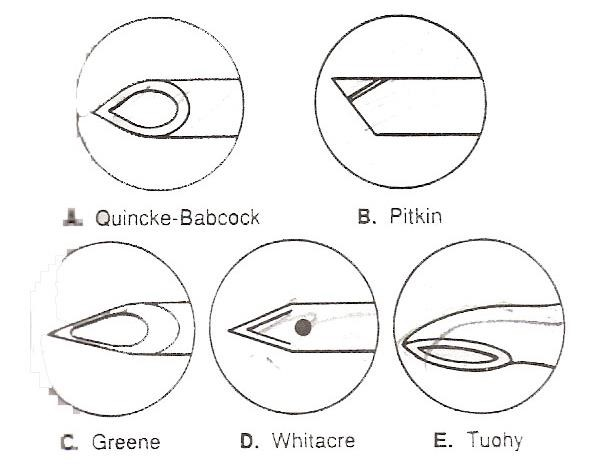 A. Quincke-Babcock
B. Pitkin
C. Greene
D. Whitacre
E. Tuohy